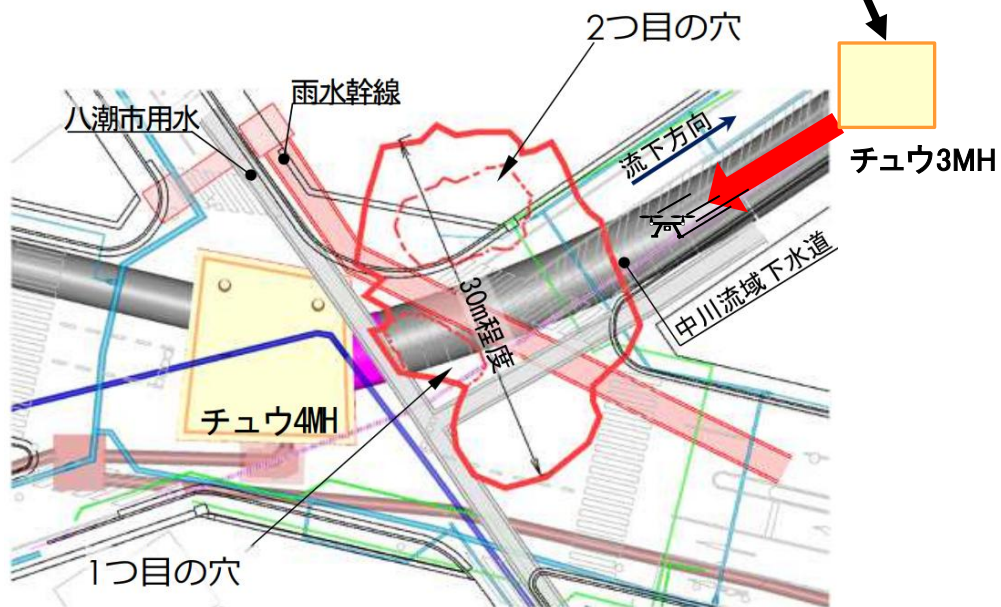 2つ目の穴
雨水幹線
八潮市用水
流下方向
チュウ3MH
30m程度
中川流域下水道
チュウ4MH
1つ目の穴